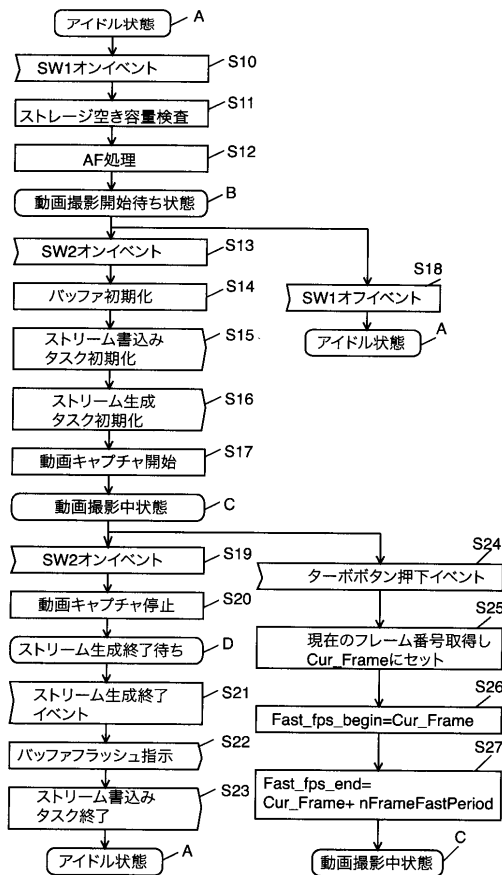 アイドル状態
A
SW1オンイベント
S10
ストレージ空き容量検査
S11
AF処理
S12
動画撮影開始待ち状態
B
SW2オンイベント
S13
バッファ初期化
S14
ストリーム書込み
タスク初期化
S15
ストリーム生成
タスク初期化
S16
動画キャプチャ開始
S17
動画撮影中状態
C
S18
SW1オフイベント
アイドル状態
A
SW2オンイベント
S19
動画キャプチャ停止
S20
ストリーム生成終了待ち
D
ストリーム生成終了
イベント
S21
バッファフラッシュ指示
S22
ストリーム書込み
タスク終了
S23
アイドル状態
A
S24
ターボボタン押下イベント
S25
現在のフレーム番号取得し
Cur_Frameにセット
S26
Fast_fps_begin=Cur_Frame
S27
Fast_fps_end=
Cur_Frame+ nFrameFastPeriod
C
動画撮影中状態